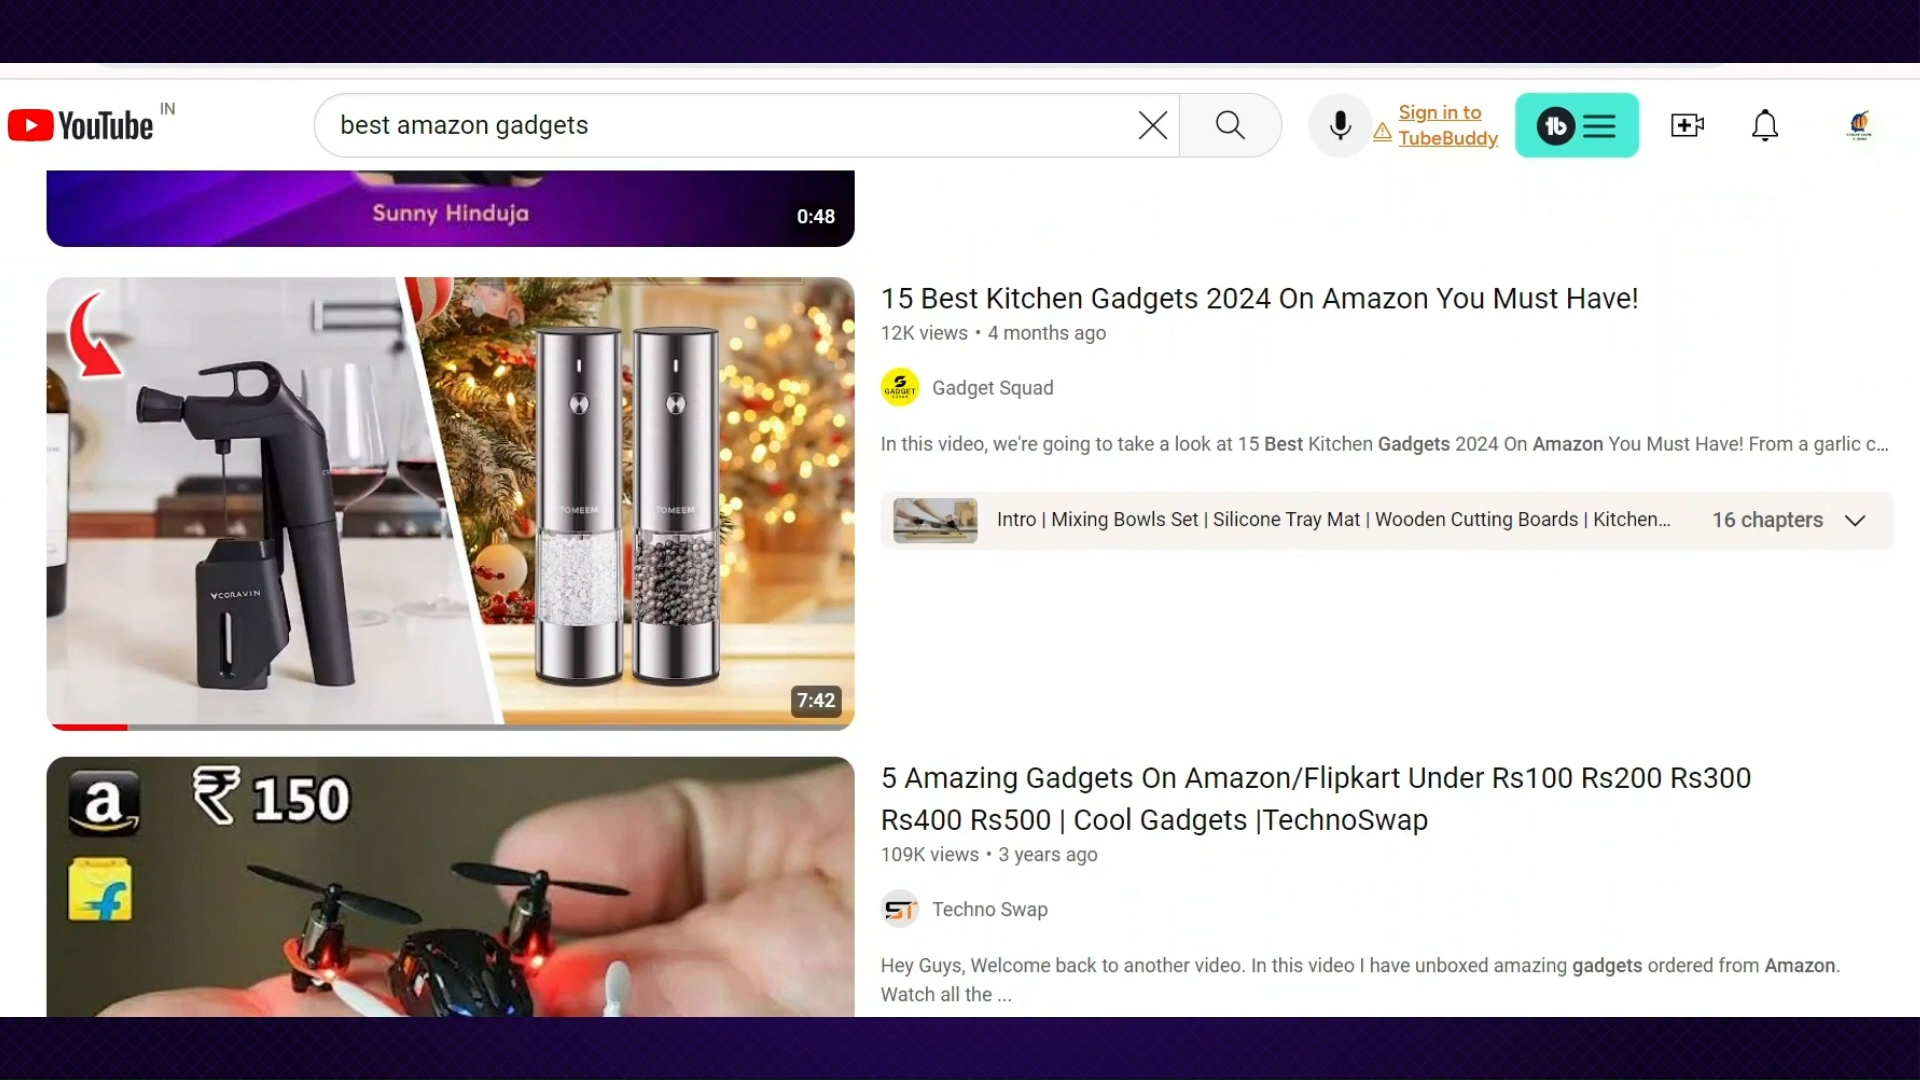 YouTube IN
best amazon gadgets
Sign in to
TubeBuddy
Sunny Hinduja
0:48
15 Best Kitchen Gadgets 2024 On Amazon You Must Have!
12K views • 4 months ago
GADGET
Gadget Squad
In this video, we're going to take a look at 15 Best Kitchen Gadgets 2024 On Amazon You Must Have! From a garlic c...
Intro | Mixing Bowls Set | Silicone Tray Mat | Wooden Cutting Boards | Kitchen...
16 chapters
TOMEEM TOMEEM
CORAVIN
7:42
₹ 150
5 Amazing Gadgets On Amazon/Flipkart Under Rs100 Rs200 Rs300
Rs400 Rs500 | Cool Gadgets |TechnoSwap
109K views • 3 years ago
ST
Techno Swap
Hey Guys, Welcome back to another video. In this video I have unboxed amazing gadgets ordered from Amazon.
Watch all the ...